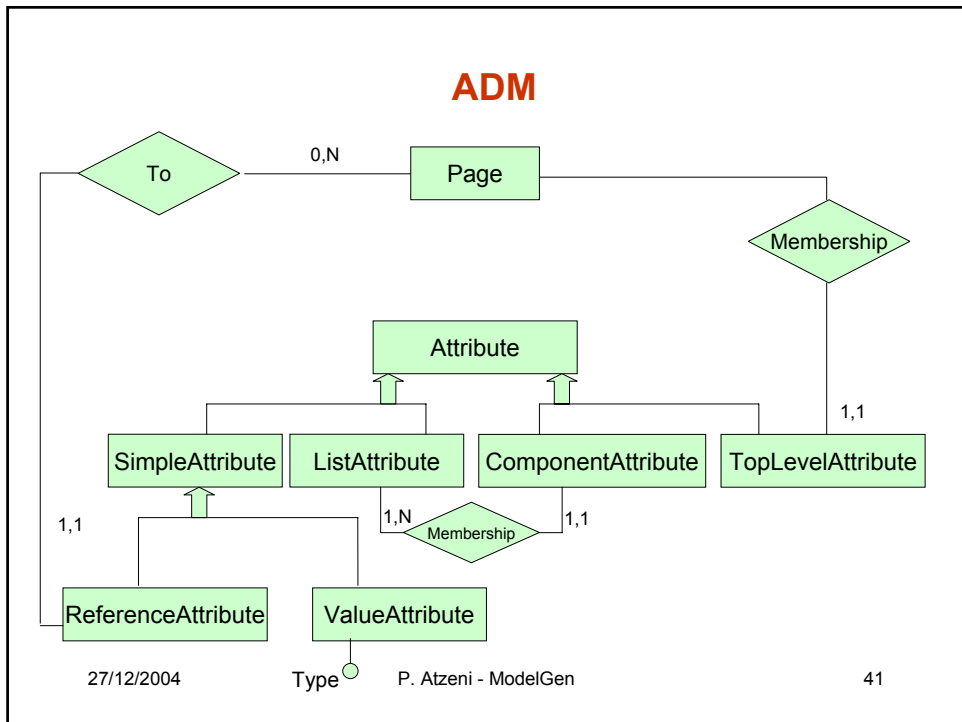 ADM
To
0,N
Page
Membership
Attribute
1,1
SimpleAttribute
ListAttribute
ComponentAttribute
TopLevelAttribute
1,1
1,N
Membership
1,1
ReferenceAttribute
ValueAttribute
Type
27/12/2004
P. Atzeni - ModelGen
41